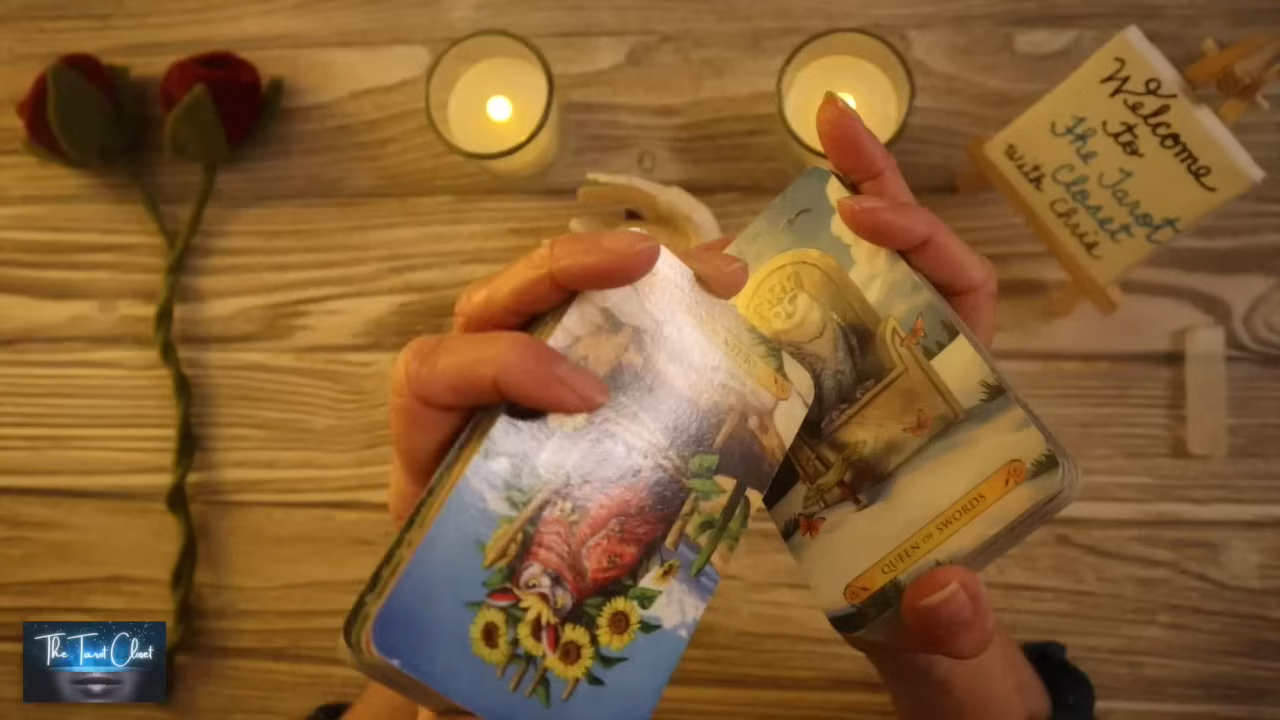 Welcome
To
The Tarot
Closet
with Chris
QUEEN OF SWORDS
The Tarot Closet